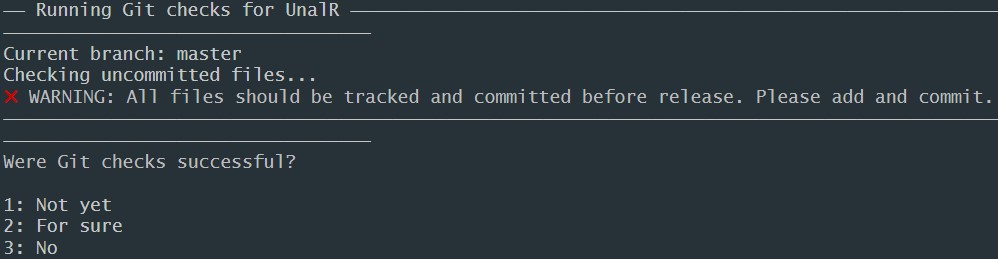 ── Running Git checks for UnalR ──────────────────────────────
Current branch: master
Checking uncommitted files...
✖ WARNING: All files should be tracked and committed before release. Please add and commit.
Were Git checks successful?
1: Not yet
2: For sure
3: No